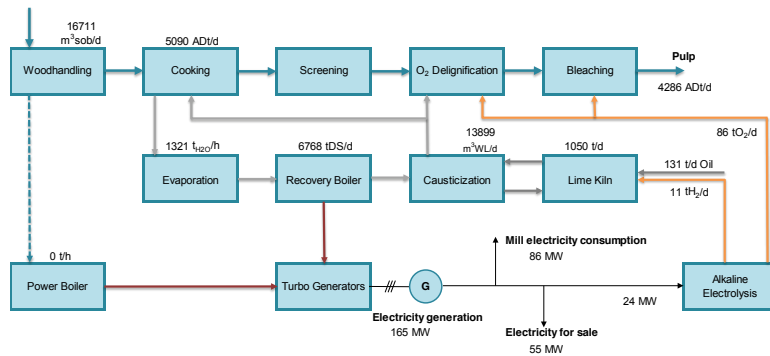 16711
m³sob/d
5090 ADt/d
Woodhandling
Cooking
Screening
O₂ Delignification
Bleaching
Pulp
4286 ADt/d
86 tO₂/d
1321 tH2O/h
6768 tDS/d
13899
m³WL/d
1050 t/d
Evaporation
Recovery Boiler
Causticization
Lime Kiln
131 t/d Oil
11 tH₂/d
0 t/h
Power Boiler
Turbo Generators
G
Mill electricity consumption
86 MW
Electricity generation
165 MW
Electricity for sale
55 MW
24 MW
Alkaline
Electrolysis